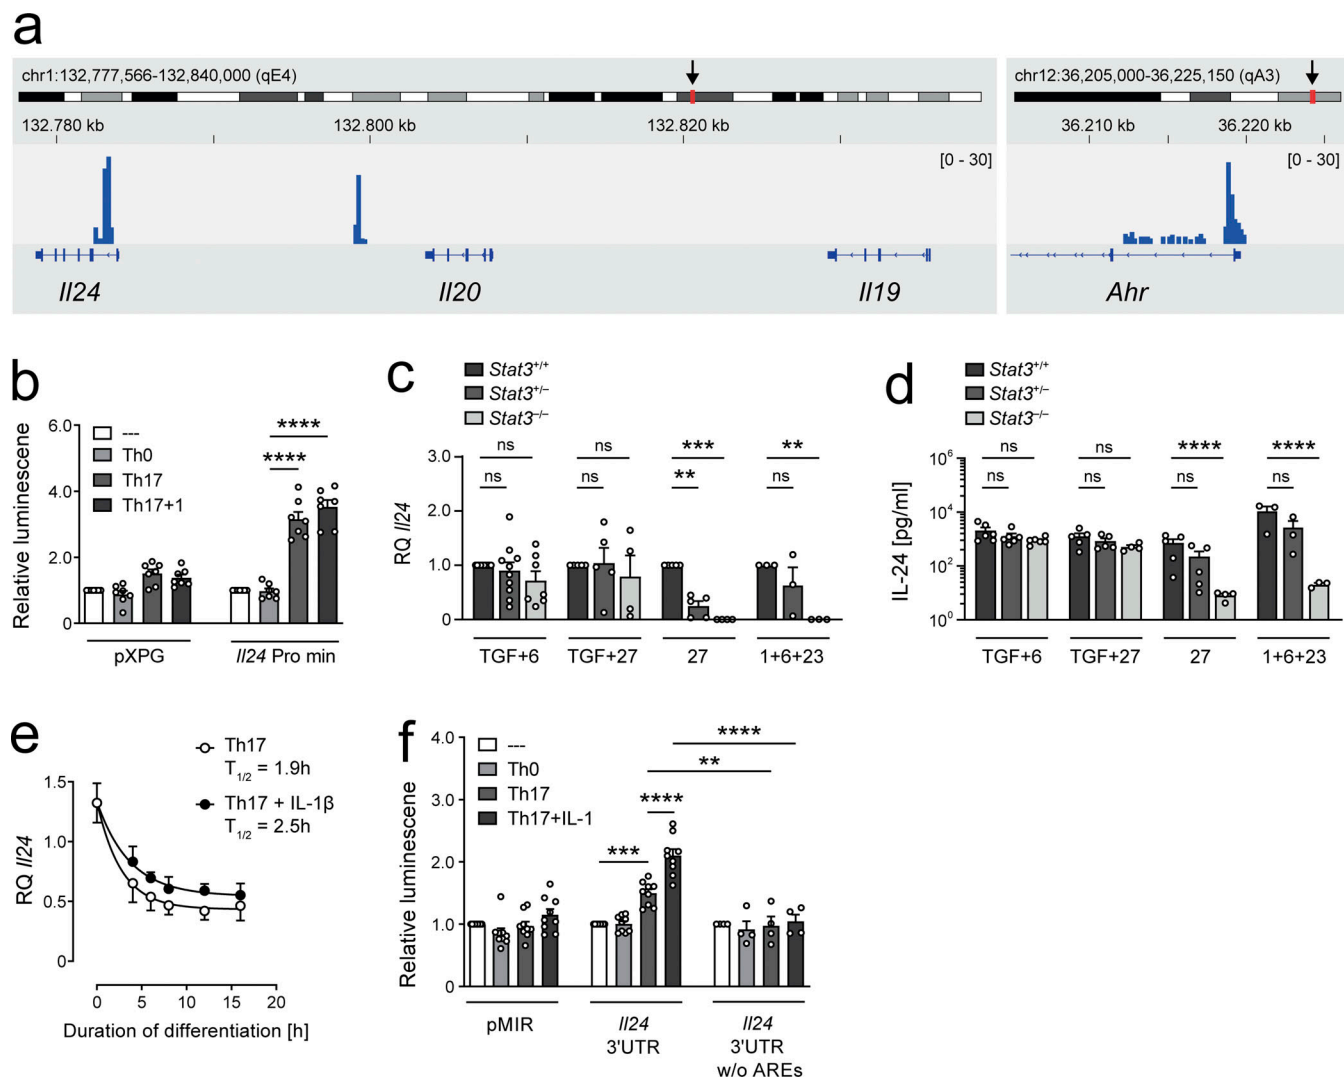 a
chr1:132,777,566-132,840,000 (qE4)
132.780 kb 132.800 kb 132.820 kb
[0 - 30]
Il24 Il20 Il19
chr12:36,205,000-36,225,150 (qA3)
36.210 kb 36.220 kb
[0 - 30]
Ahr
b
Relative luminescene
6.0
4.0
2.0
0
---
Th0
Th17
Th17+1
****
****
pXPG Il24 Pro min
c
Stat3+/+
Stat3+/–
Stat3–/–
RQ Il24
3.0
2.0
1.0
0
ns ns *** **
ns ns ** ns
TGF+6 TGF+27 27 1+6+23
d
Stat3+/+
Stat3+/–
Stat3–/–
IL-24 [pg/ml]
10⁶
10⁴
10²
10⁰
ns ns **** ****
ns ns ns ns
TGF+6 TGF+27 27 1+6+23
e
Th17
T1/2 = 1.9h
Th17 + IL-1β
T1/2 = 2.5h
RQ Il24
1.5
1.0
0.5
0
0 5 10 15 20
Duration of differentiation [h]
f
Relative luminescene
4.0
3.0
2.0
1.0
0
---
Th0
Th17
Th17+IL-1
****
**
****
***
pMIR
Il24
3'UTR
Il24
3'UTR
w/o AREs